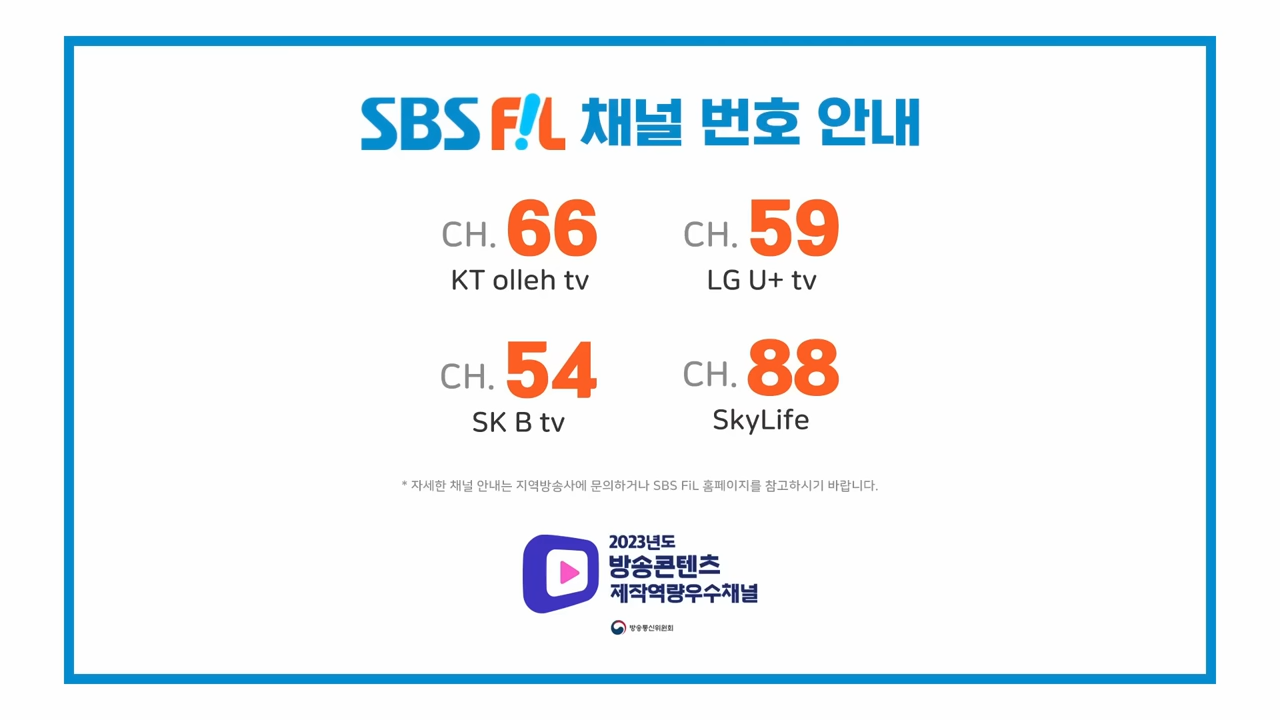 SBS FiL 채널 번호 안내
CH. 66
KT olleh tv
CH. 59
LG U+ tv
CH. 54
SK B tv
CH. 88
SkyLife
* 자세한 채널 안내는 지역방송사에 문의하거나 SBS FiL 홈페이지를 참고하시기 바랍니다.
2023년도
방송콘텐츠
제작역량우수채널
방송통신위원회